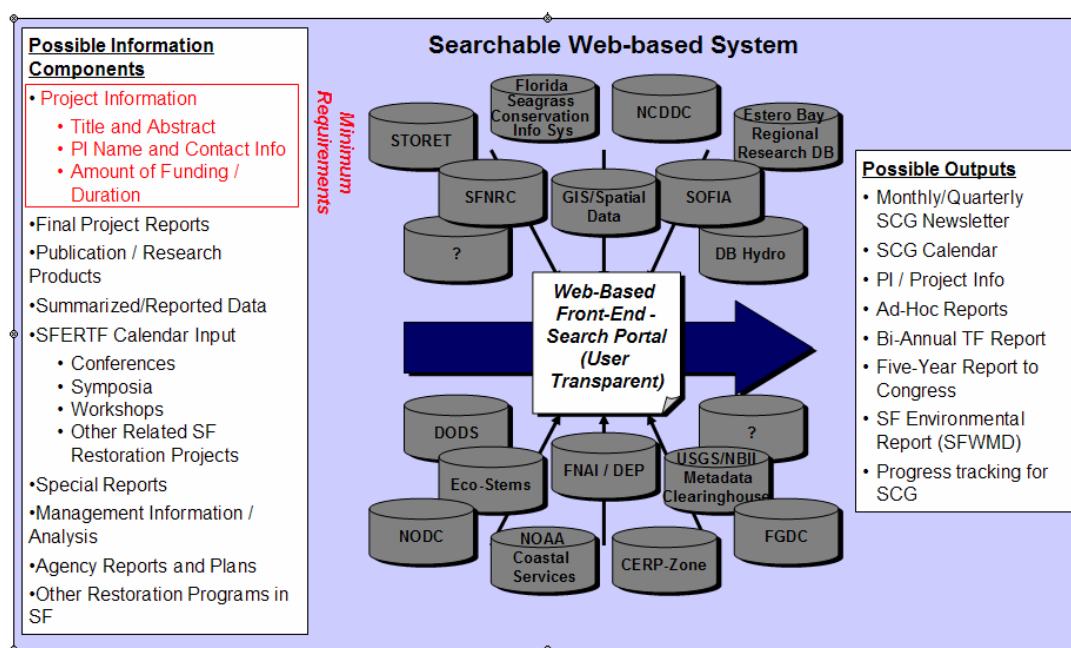 Possible Information
Components
• Project Information
• Title and Abstract
• PI Name and Contact Info
• Amount of Funding /
Duration
•Final Project Reports
•Publication / Research
Products
•Summarized/Reported Data
•SFERTF Calendar Input
• Conferences
• Symposia
• Workshops
• Other Related SF
Restoration Projects
•Special Reports
•Management Information /
Analysis
•Agency Reports and Plans
•Other Restoration Programs in
SF
Minimum
Requirements
Searchable Web-based System
STORET
Florida
Seagrass
Conservation
Info Sys
NCDDC
Estero Bay
Regional
Research DB
SFNRC
GIS/Spatial
Data
SOFIA
?
DB Hydro
Web-Based
Front-End -
Search Portal
(User
Transparent)
DODS
Eco-Stems
FNAI / DEP
USGS/NBII
Metadata
Clearinghouse
?
NODC
NOAA
Coastal
Services
CERP-Zone
FGDC
Possible Outputs
• Monthly/Quarterly
SCG Newsletter
• SCG Calendar
• PI / Project Info
• Ad-Hoc Reports
• Bi-Annual TF Report
• Five-Year Report to
Congress
• SF Environmental
Report (SFWMD)
• Progress tracking for
SCG